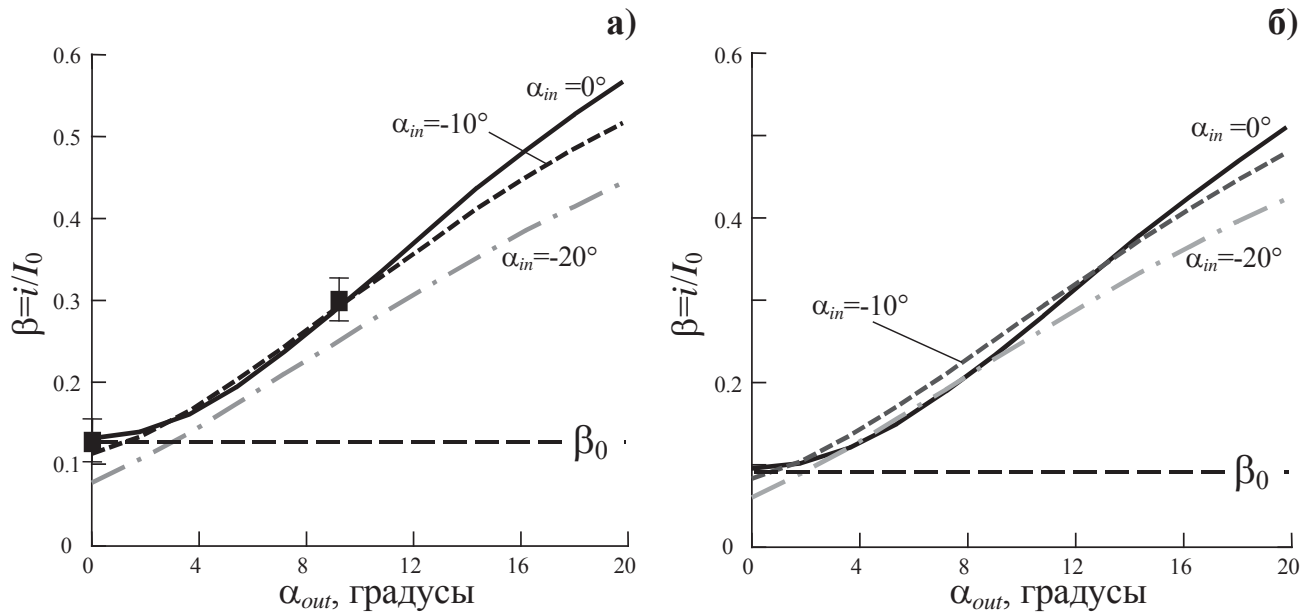 а)
0.6
0.5
0.4
0.3
0.2
0.1
0
β=i/I₀
αᵢₙ =0°
αᵢₙ=-10°
αᵢₙ=-20°
β₀
0 4 8 12 16 20
α_out, градусы
б)
0.6
0.4
0.2
0
β=i/I₀
αᵢₙ =0°
αᵢₙ=-20°
αᵢₙ=-10°
β₀
0 4 8 12 16 20
α_out, градусы